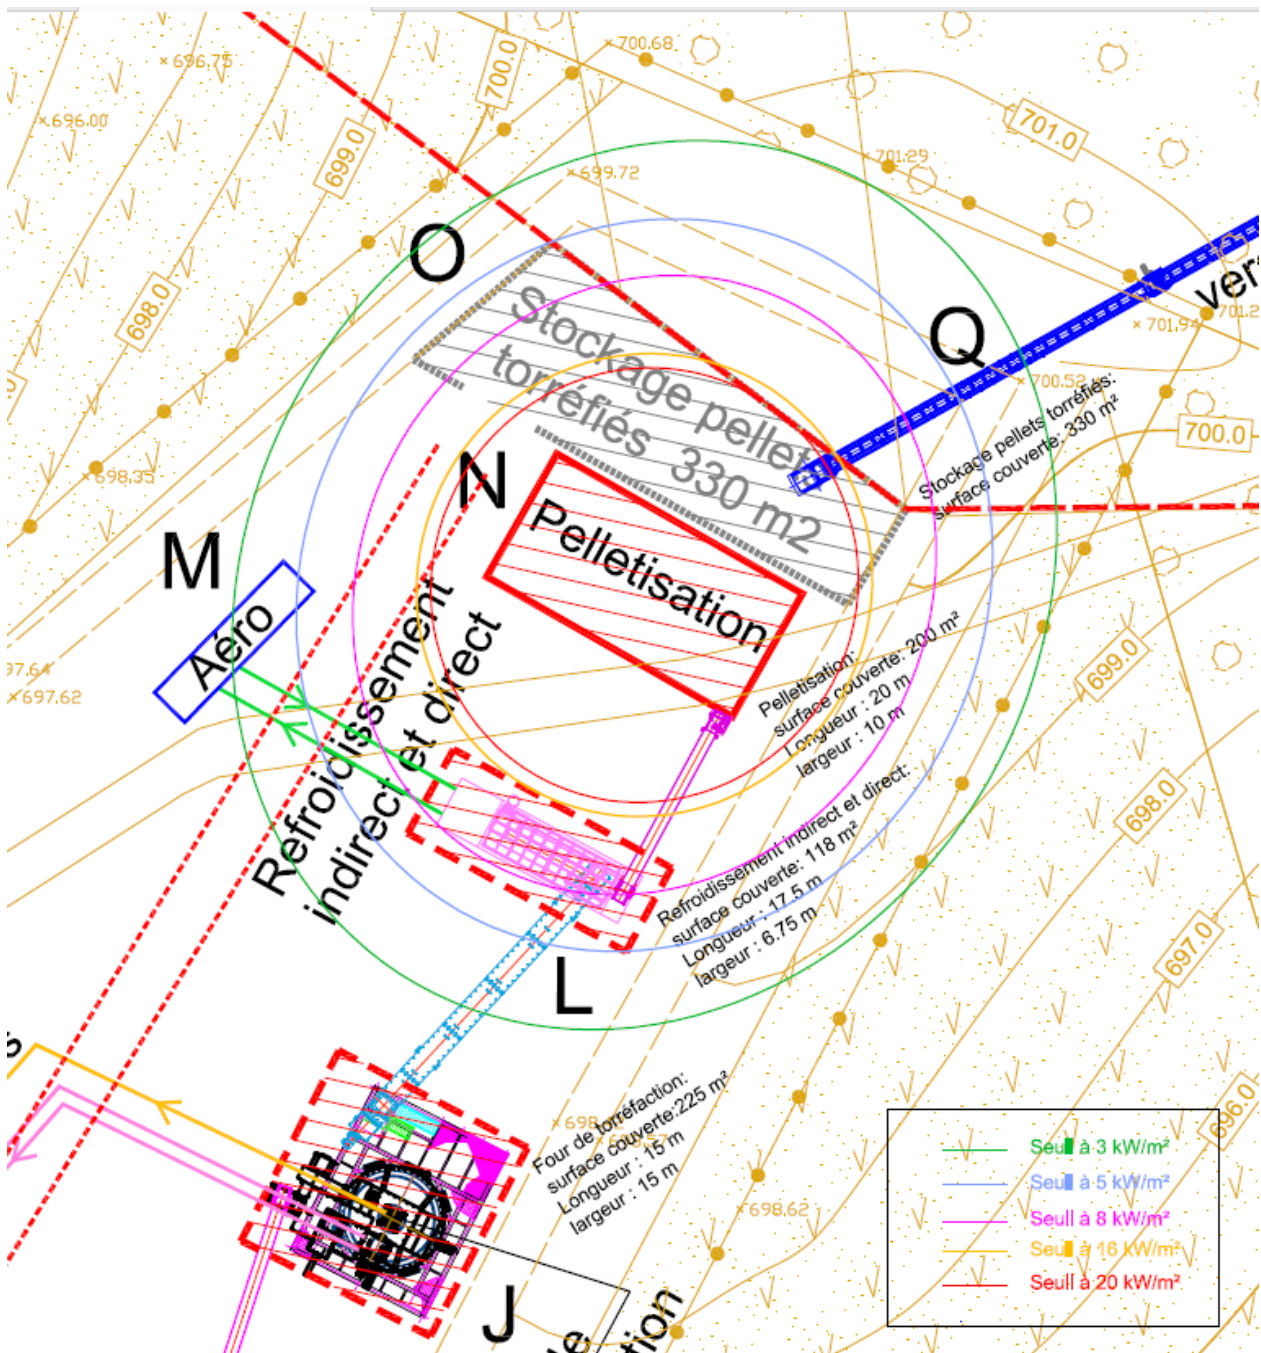 700.68
696.75
700.0
696.00
699.0
701.0
701.29
699.72
O
698.0
Q
701.94
Stockage pellets
torréfiés 330 m2
700.52
Stockage pellets torréfiés:
surface couverte: 330 m²
700.0
698.35
N
Pelletisation
M
Aéro
Refroidissement
indirect et direct
697.62
Pelletisation:
surface couverte: 200 m²
Longueur : 20 m
largeur : 10 m
699.0
698.0
Refroidissement indirect et direct:
surface couverte: 118 m²
Longueur : 17.5 m
largeur : 6.75 m
697.0
L
Four de torréfaction:
surface couverte:225 m²
Longueur : 15 m
largeur : 15 m
696.0
698.62
J
Seuil à 3 kW/m²
Seuil à 5 kW/m²
Seuil à 8 kW/m²
Seuil à 16 kW/m²
Seuil à 20 kW/m²